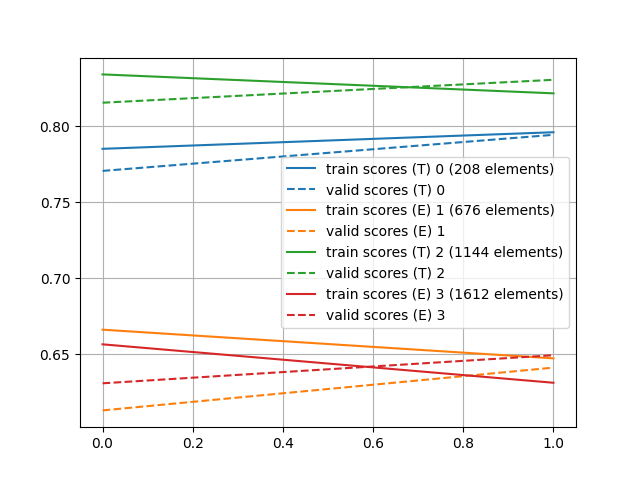 0.80
0.75
0.70
0.65
train scores (T) 0 (208 elements)
valid scores (T) 0
train scores (E) 1 (676 elements)
valid scores (E) 1
train scores (T) 2 (1144 elements)
valid scores (T) 2
train scores (E) 3 (1612 elements)
valid scores (E) 3
0.0 0.2 0.4 0.6 0.8 1.0